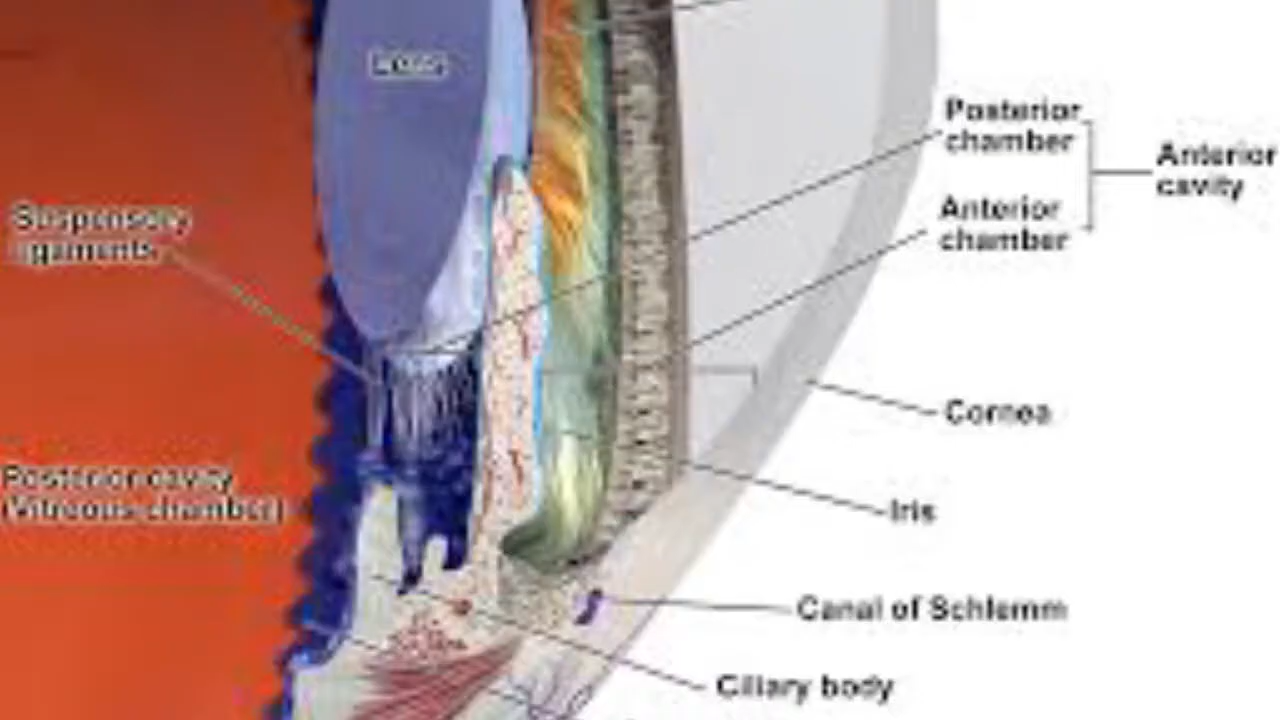 Lens
Posterior
chamber
Anterior
cavity
Anterior
chamber
Suspensory
ligaments
Cornea
Posterior cavity
(Vitreous chamber)
Iris
Canal of Schlemm
Ciliary body